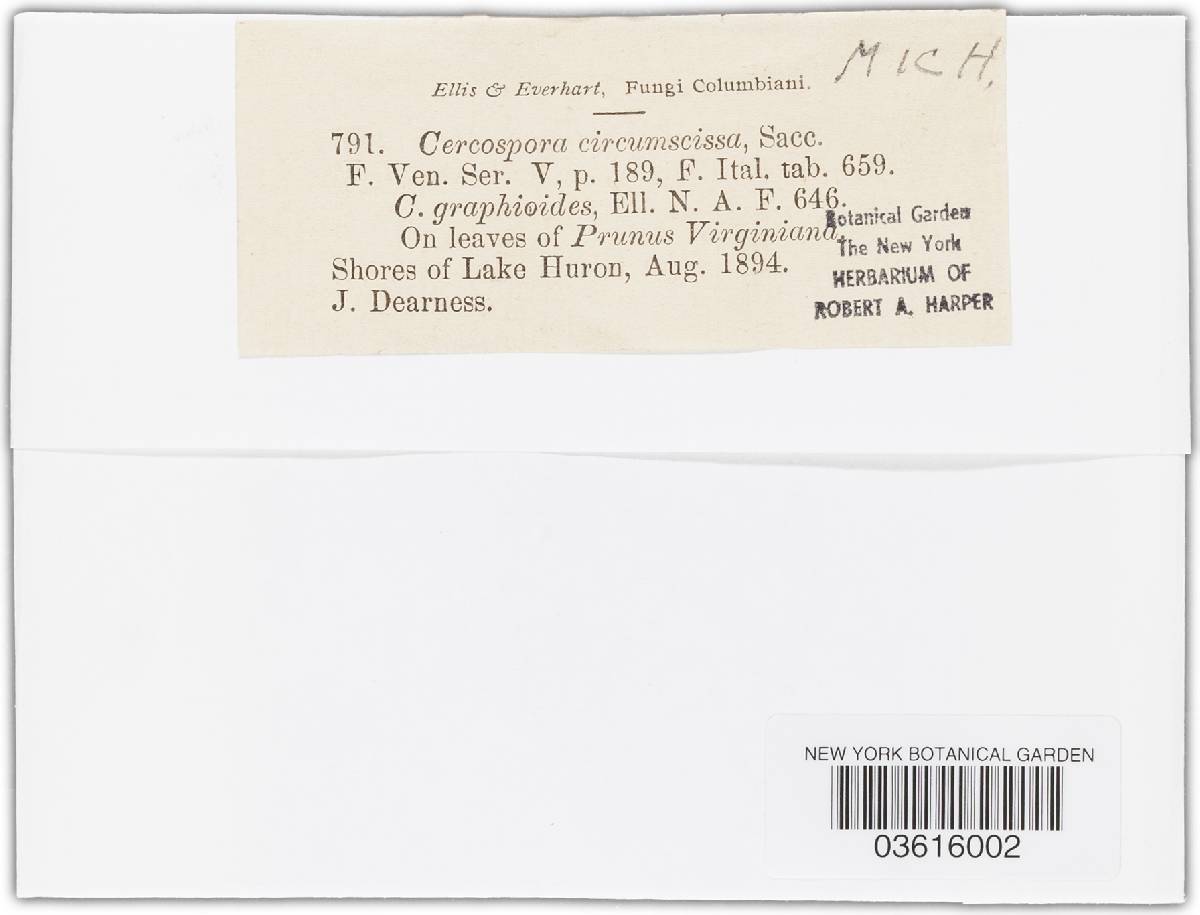 MICH.
Ellis & Everhart, Fungi Columbiani.
791. Cercospora circumscissa, Sacc.
F. Ven. Ser. V, p. 189, F. Ital. tab. 659.
C. graphioides, Ell. N. A. F. 646.
On leaves of Prunus Virginiana.
Shores of Lake Huron, Aug. 1894.
J. Dearness.
Botanical Garden
The New York
HERBARIUM OF
ROBERT A. HARPER
NEW YORK BOTANICAL GARDEN
03616002